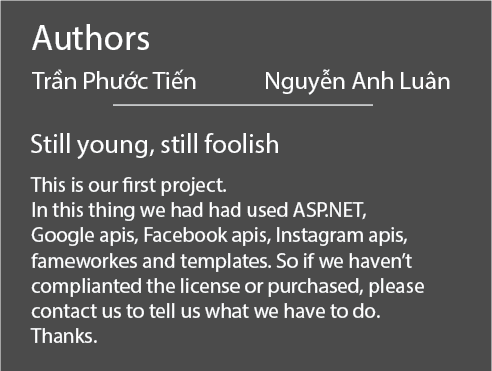 Authors
Trần Phước Tiến Nguyễn Anh Luân
Still young, still foolish
This is our first project.
In this thing we had had used ASP.NET,
Google apis, Facebook apis, Instagram apis,
fameworkes and templates. So if we haven’t
complianted the license or purchased, please
contact us to tell us what we have to do.
Thanks.